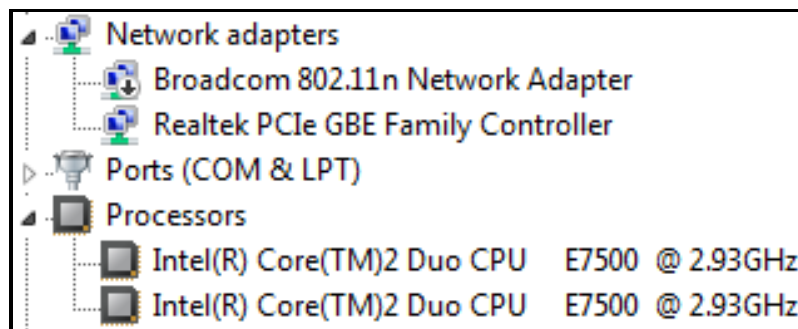 Network adapters
Broadcom 802.11n Network Adapter
Realtek PCIe GBE Family Controller
Ports (COM & LPT)
Processors
Intel(R) Core(TM)2 Duo CPU E7500 @ 2.93GHz
Intel(R) Core(TM)2 Duo CPU E7500 @ 2.93GHz